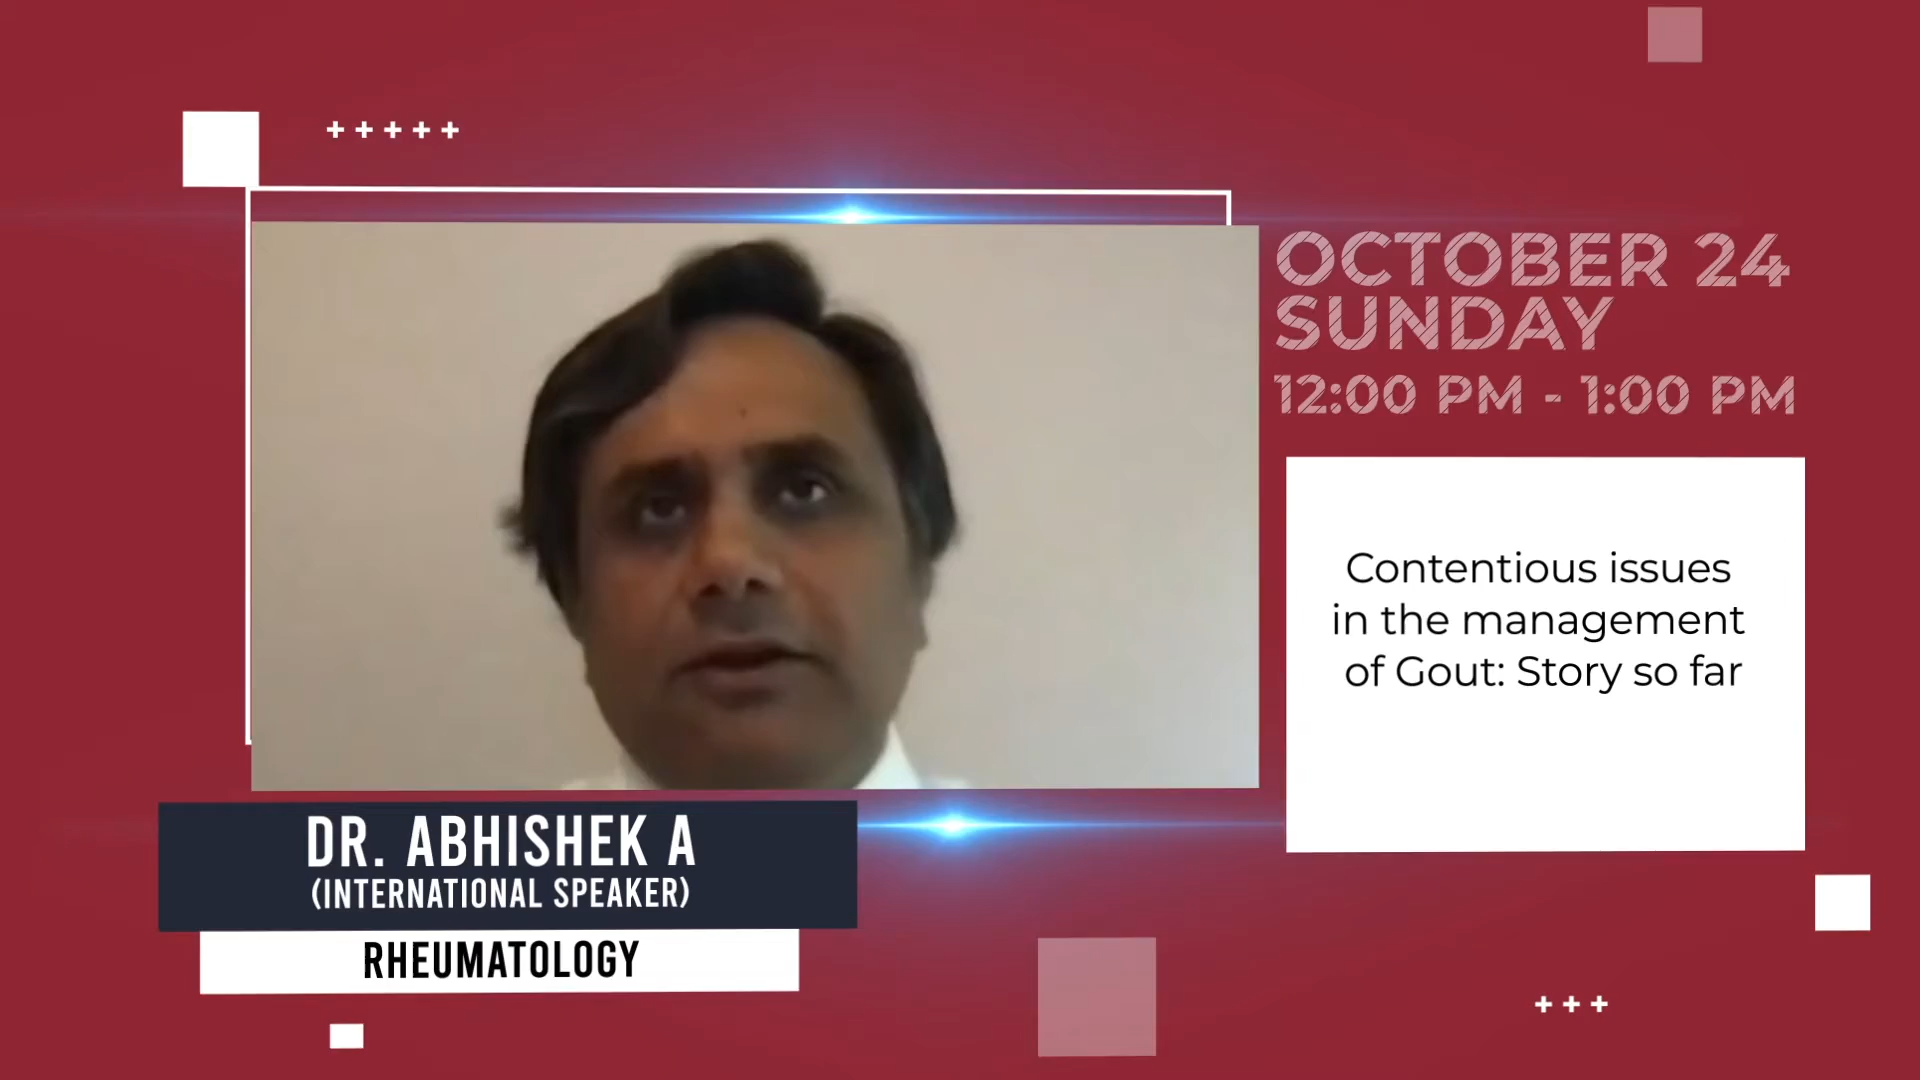 OCTOBER 24
SUNDAY
12:00 PM - 1:00 PM
Contentious issues
in the management
of Gout: Story so far
DR. ABHISHEK A
(INTERNATIONAL SPEAKER)
RHEUMATOLOGY